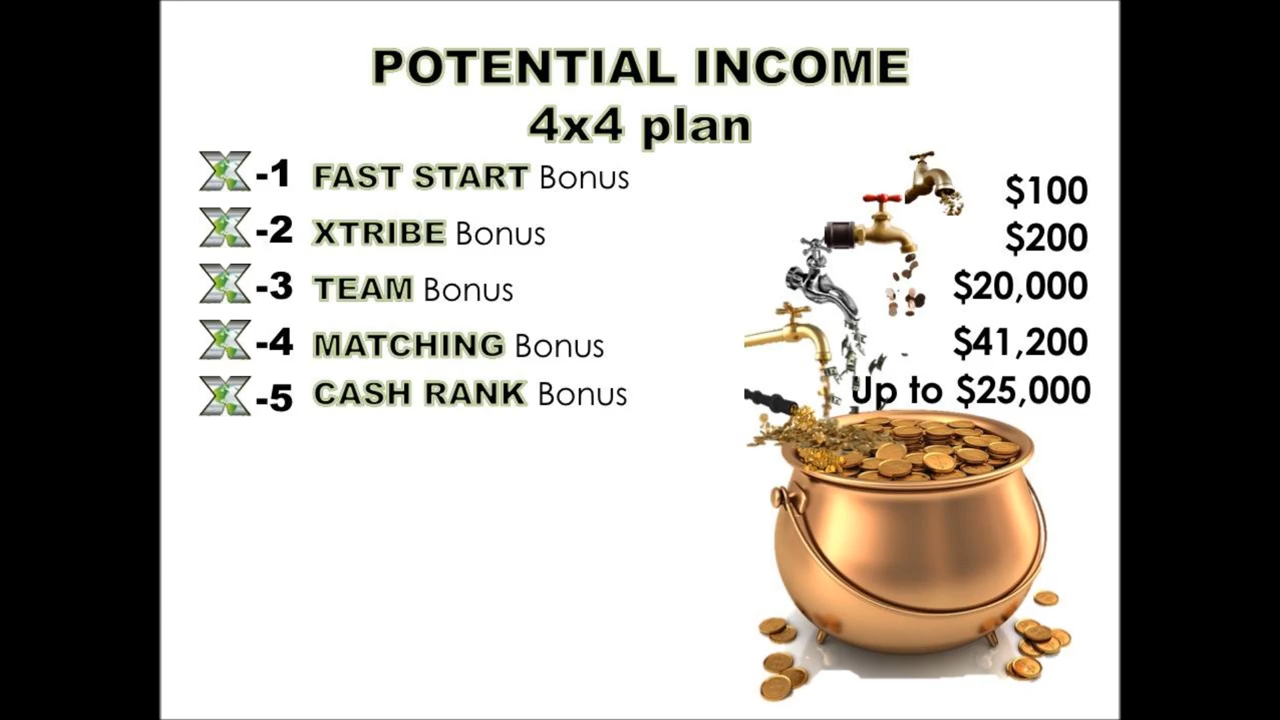 POTENTIAL INCOME
4x4 plan
X-1 FAST START Bonus $100
X-2 XTRIBE Bonus $200
X-3 TEAM Bonus $20,000
X-4 MATCHING Bonus $41,200
X-5 CASH RANK Bonus Up to $25,000